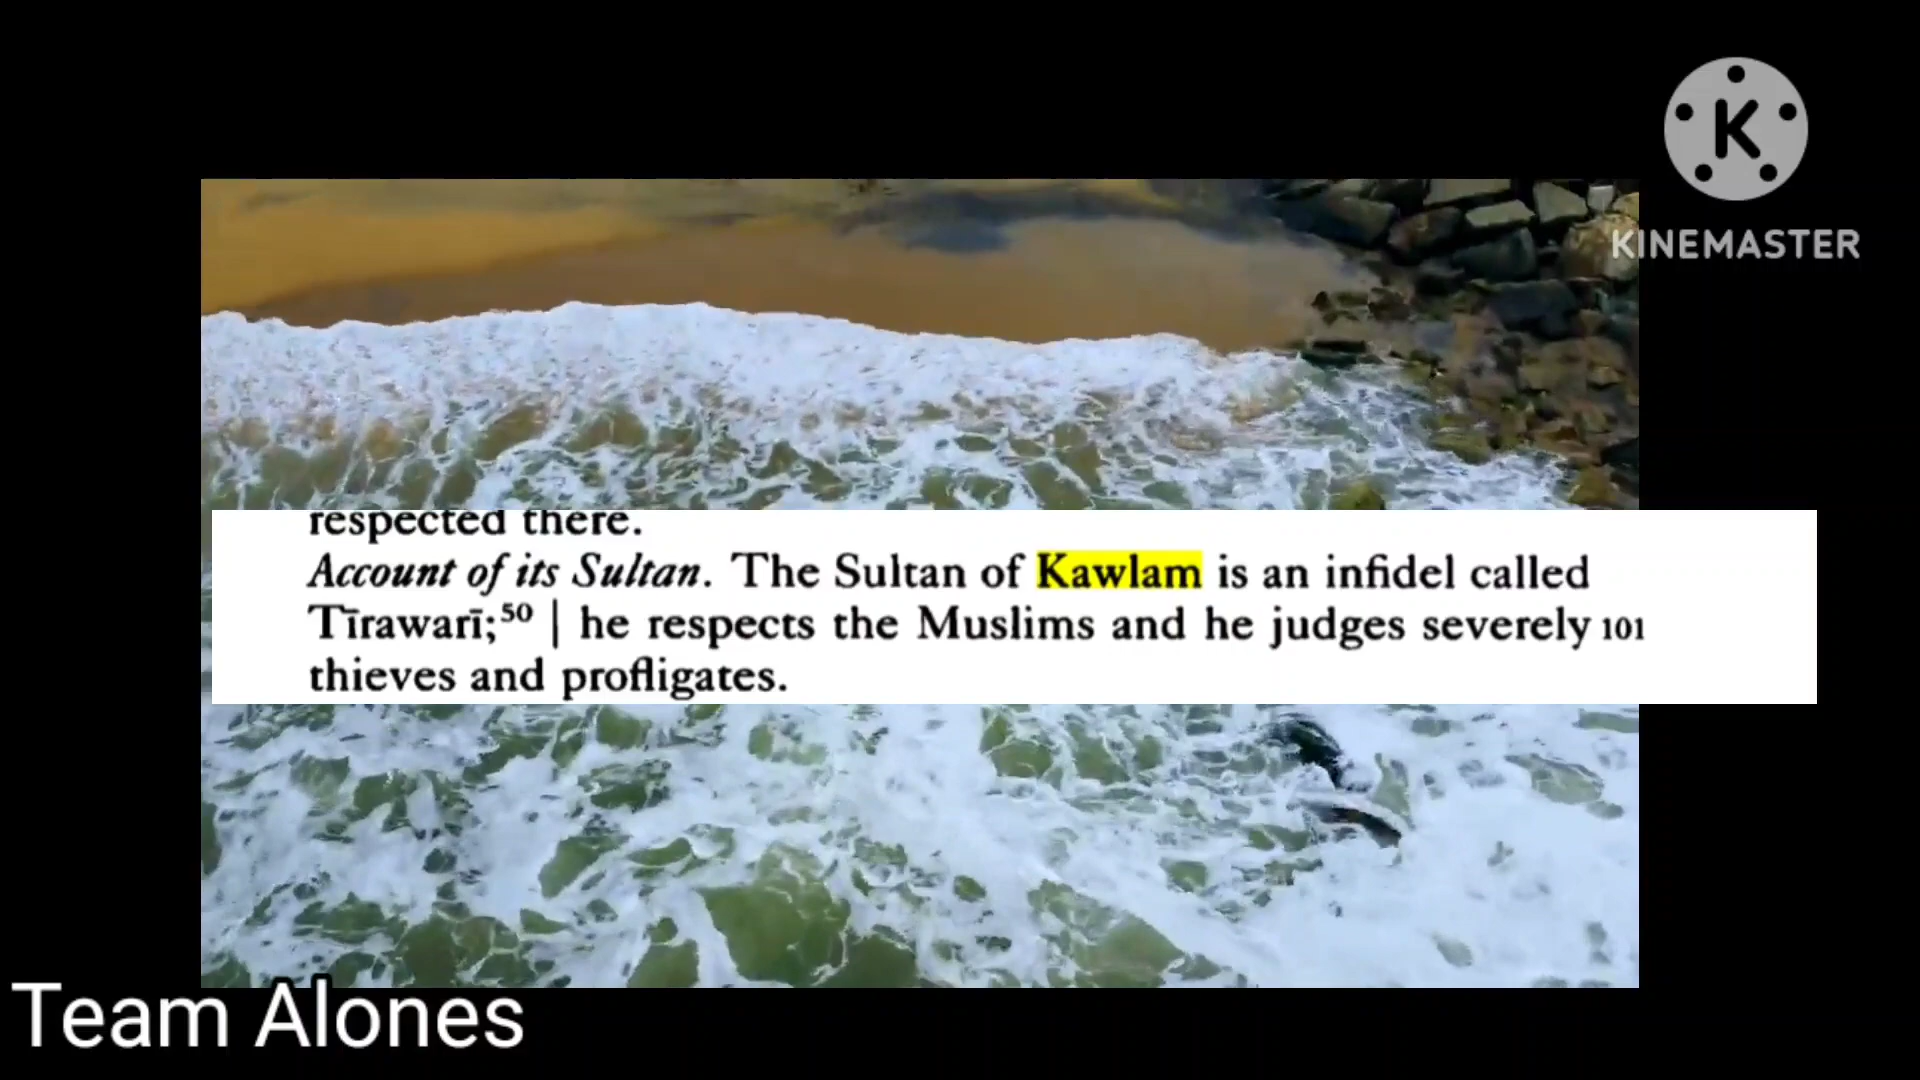 K
KINEMASTER
respected there.
Account of its Sultan. The Sultan of Kawlam is an infidel called
Tīrawarī;⁵⁰ | he respects the Muslims and he judges severely 101
thieves and profligates.
Team Alones